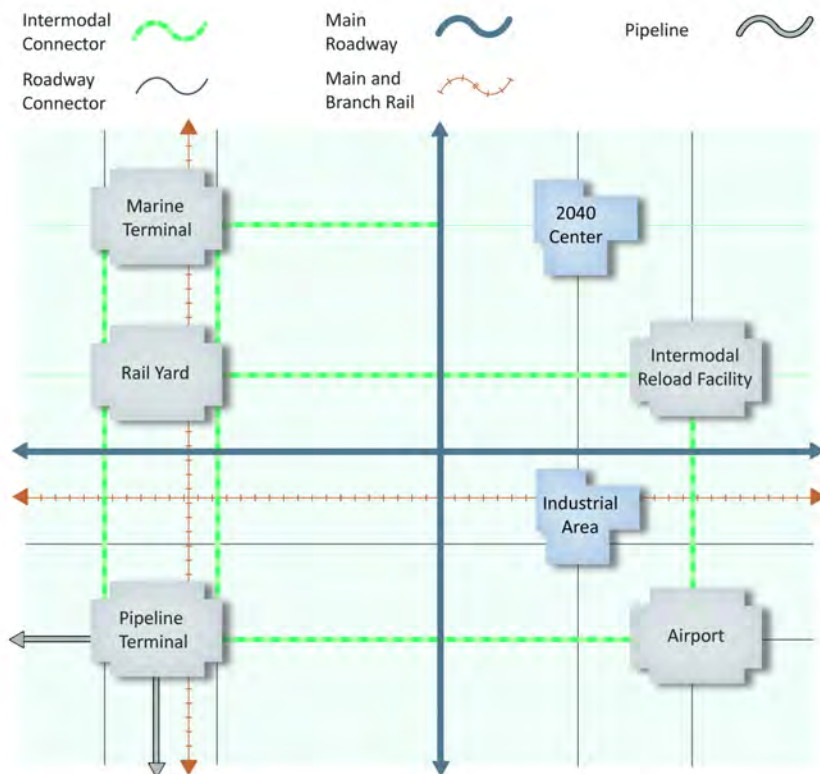 Intermodal
Connector
Main
Roadway
Pipeline
Roadway
Connector
Main and
Branch Rail
Marine
Terminal
2040
Center
Rail Yard
Intermodal
Reload Facility
Industrial
Area
Pipeline
Terminal
Airport